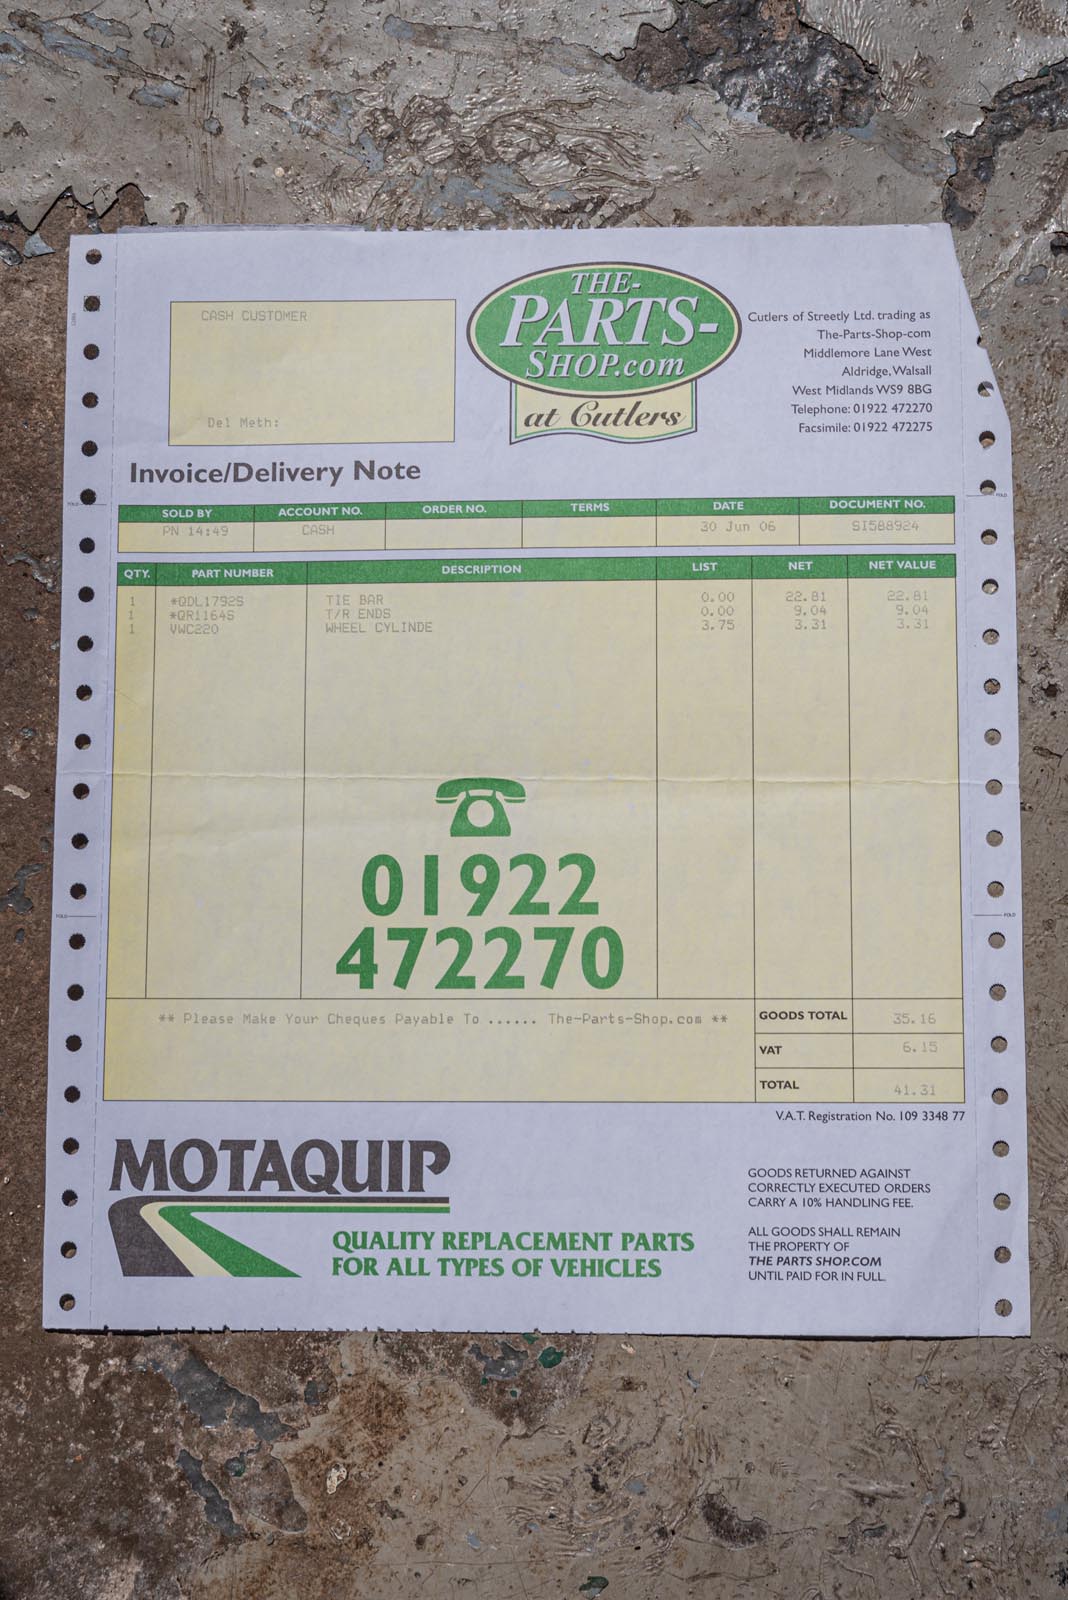 CASH CUSTOMER
Del Meth:
THE-
PARTS-
SHOP.com
at Cutlers
Cutlers of Streetly Ltd. trading as
The-Parts-Shop-com
Middlemore Lane West
Aldridge, Walsall
West Midlands WS9 8BG
Telephone: 01922 472270
Facsimile: 01922 472275
Invoice/Delivery Note
SOLD BY ACCOUNT NO. ORDER NO. TERMS DATE DOCUMENT NO.
PN 14:49 CASH 30 Jun 06 SI588924
QTY. PART NUMBER DESCRIPTION LIST NET NET VALUE
1 *QDL1792S TIE BAR 0.00 22.81 22.81
1 *QR1164S T/R ENDS 0.00 9.04 9.04
1 VWC220 WHEEL CYLINDE 3.75 3.31 3.31
01922
472270
** Please Make Your Cheques Payable To ...... The-Parts-Shop.com **
GOODS TOTAL 35.16
VAT 6.15
TOTAL 41.31
V.A.T. Registration No. 109 3348 77
MOTAQUIP
QUALITY REPLACEMENT PARTS
FOR ALL TYPES OF VEHICLES
GOODS RETURNED AGAINST
CORRECTLY EXECUTED ORDERS
CARRY A 10% HANDLING FEE.
ALL GOODS SHALL REMAIN
THE PROPERTY OF
THE PARTS SHOP.COM
UNTIL PAID FOR IN FULL.
FOLD
FOLD
FOLD
FOLD